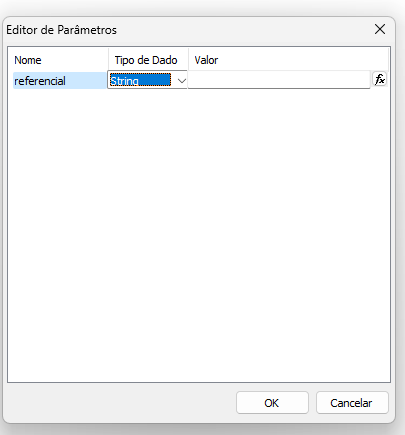 Editor de Parâmetros
Nome Tipo de Dado Valor
referencial String fx
OK Cancelar